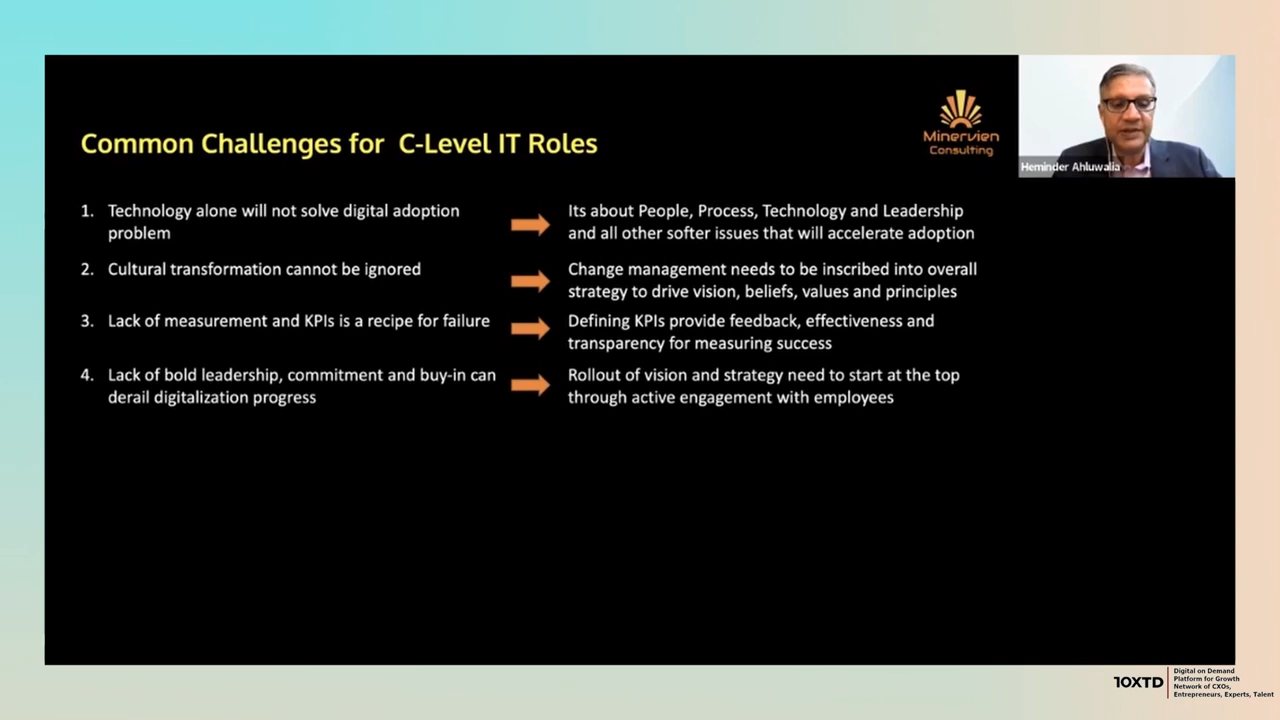 Common Challenges for C-Level IT Roles
Minervien
Consulting
Heminder Ahluwalia
1. Technology alone will not solve digital adoption
problem
Its about People, Process, Technology and Leadership
and all other softer issues that will accelerate adoption
2. Cultural transformation cannot be ignored
Change management needs to be inscribed into overall
strategy to drive vision, beliefs, values and principles
3. Lack of measurement and KPIs is a recipe for failure
Defining KPIs provide feedback, effectiveness and
transparency for measuring success
4. Lack of bold leadership, commitment and buy-in can
derail digitalization progress
Rollout of vision and strategy need to start at the top
through active engagement with employees
10XTD
Digital on Demand
Platform for Growth
Network of CXOs,
Entrepreneurs, Experts, Talent